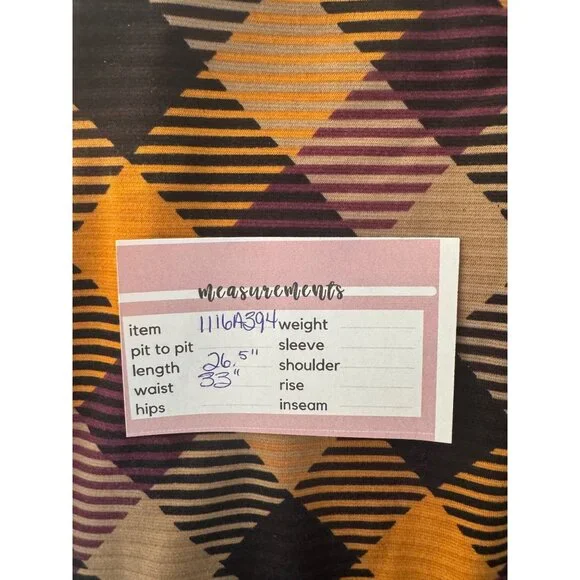 measurements
item 1116A394 weight
pit to pit sleeve
length 26.5" shoulder
waist 33" rise
hips inseam